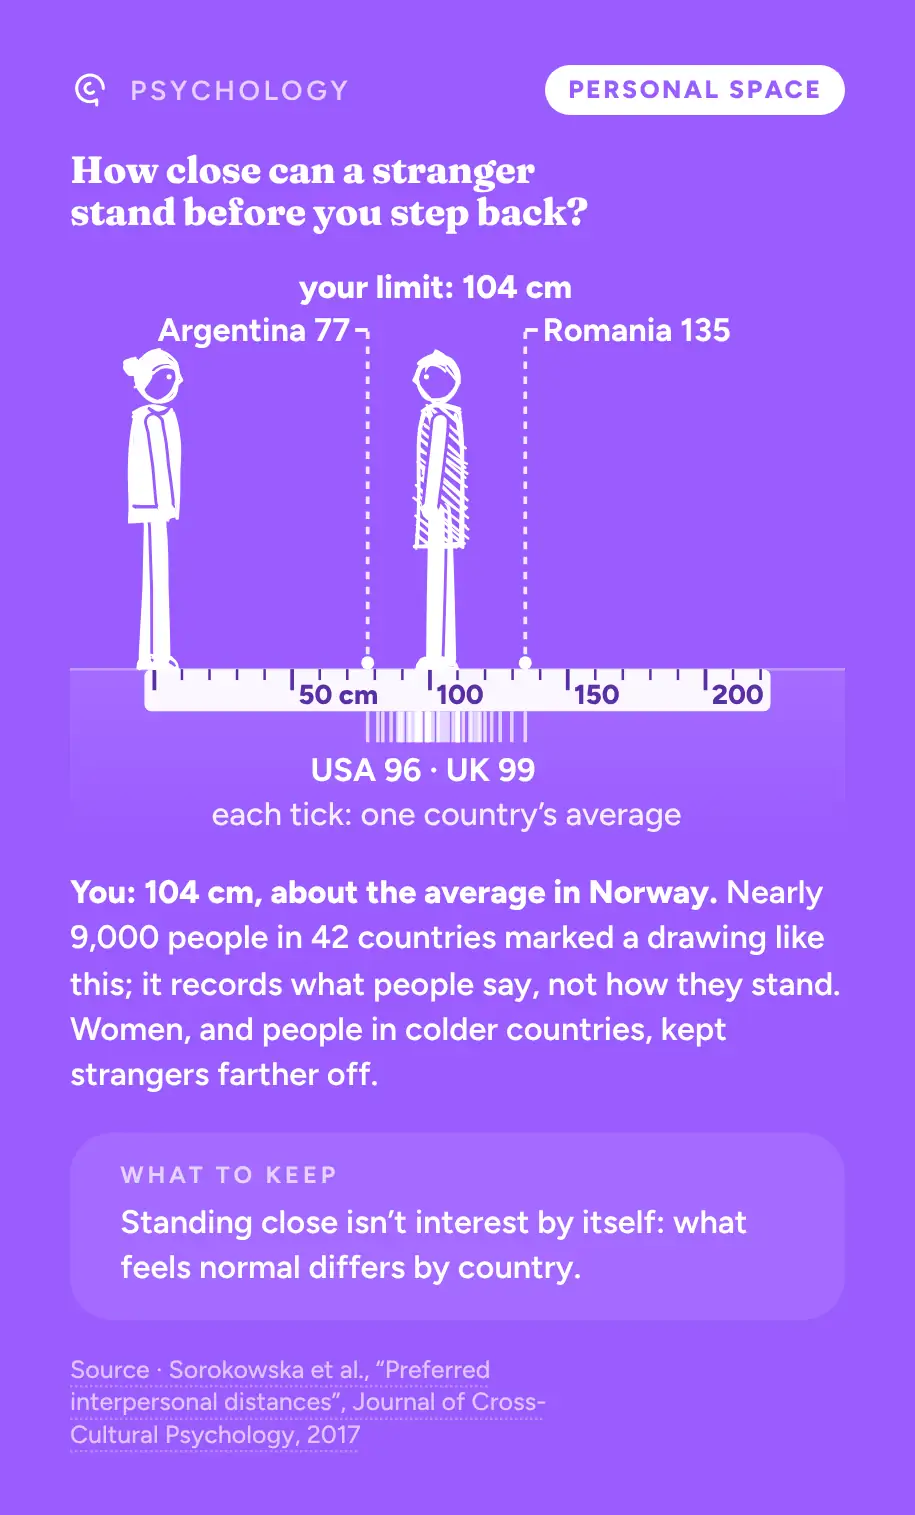 PSYCHOLOGY
PERSONAL SPACE
How close can a stranger
stand before you step back?
your limit: 104 cm
Argentina 77
Romania 135
50 cm
100
150
200
USA 96 · UK 99
each tick: one country’s average
You: 104 cm, about the average in Norway. Nearly
9,000 people in 42 countries marked a drawing like
this; it records what people say, not how they stand.
Women, and people in colder countries, kept
strangers farther off.
WHAT TO KEEP
Standing close isn’t interest by itself: what
feels normal differs by country.
Source · Sorokowska et al., “Preferred
interpersonal distances”, Journal of Cross-
Cultural Psychology, 2017